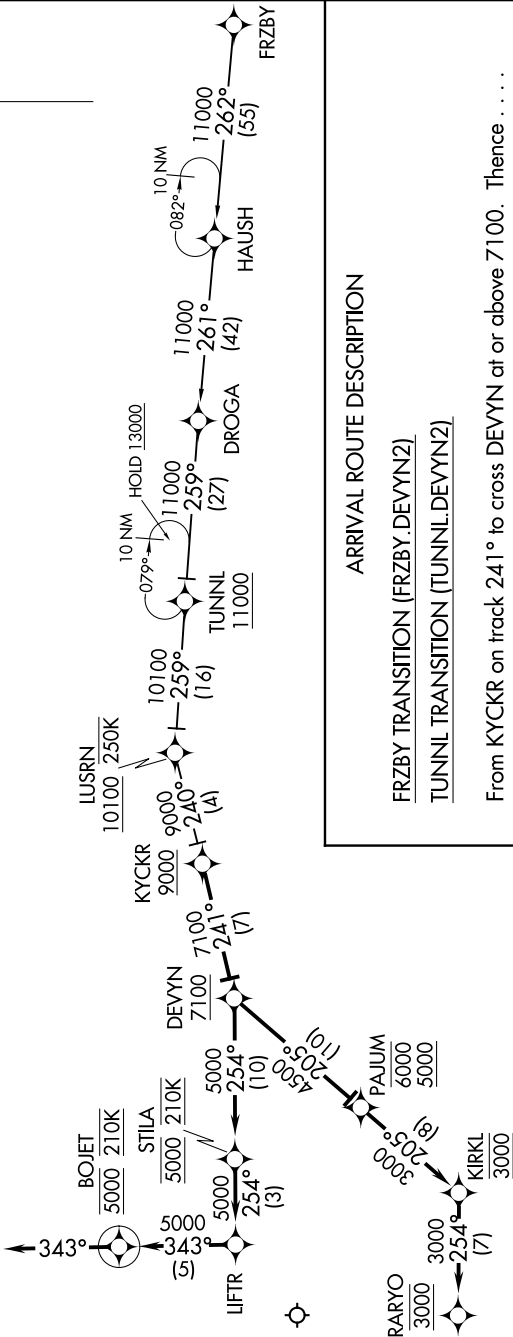 FRZBY
11000
262°
(55)
10 NM
082°
HAUSH
11000
261°
(42)
DROGA
HOLD 13000
11000
259°
(27)
10 NM
079°
TUNNL
11000
10100
259°
(16)
LUSRN
10100 250K
9000
240°
(4)
KYCKR
9000
7100
241°
(7)
DEVYN
7100
5000
254°
(10)
STILA
5000 210K
5000
254°
(3)
LIFTR
5000
343°
(5)
BOJET
5000 210K
343°
4500
205°
(10)
PAJUM
6000
5000
3000
205°
(8)
KIRKL
3000
3000
254°
(7)
RARYO
3000
ARRIVAL ROUTE DESCRIPTION
FRZBY TRANSITION (FRZBY.DEVYN2)
TUNNL TRANSITION (TUNNL.DEVYN2)
From KYCKR on track 241° to cross DEVYN at or above 7100. Thence . . . .